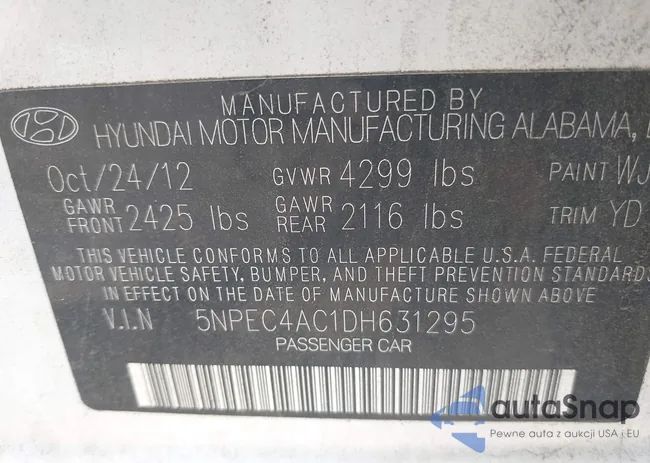 MANUFACTURED BY
HYUNDAI MOTOR MANUFACTURING ALABAMA,
Oct/24/12 GVWR 4299 lbs PAINT WJ
GAWR FRONT 2425 lbs GAWR REAR 2116 lbs TRIM YD
THIS VEHICLE CONFORMS TO ALL APPLICABLE U.S.A. FEDERAL
MOTOR VEHICLE SAFETY, BUMPER, AND THEFT PREVENTION STANDARDS
IN EFFECT ON THE DATE OF MANUFACTURE SHOWN ABOVE.
V.I.N 5NPEC4AC1DH631295
PASSENGER CAR
autaSnap
Pewne auta z aukcji USA i EU